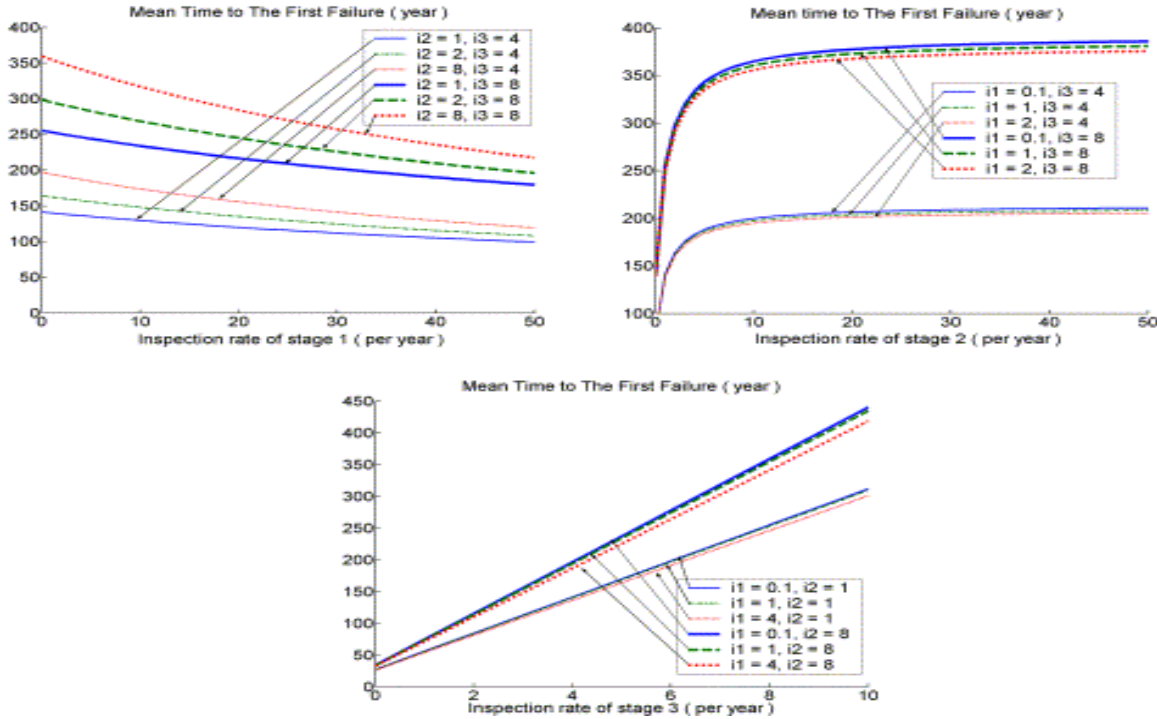 Mean Time to The First Failure ( year )
400
350
300
250
200
150
100
50
0
0 10 20 30 40 50
Inspection rate of stage 1 ( per year )
i2 = 1, i3 = 4
i2 = 2, i3 = 4
i2 = 8, i3 = 4
i2 = 1, i3 = 8
i2 = 2, i3 = 8
i2 = 8, i3 = 8
Mean time to The First Failure ( year )
400
350
300
250
200
150
100
0 10 20 30 40 50
Inspection rate of stage 2 ( per year )
i1 = 0.1, i3 = 4
i1 = 1, i3 = 4
i1 = 2, i3 = 4
i1 = 0.1, i3 = 8
i1 = 1, i3 = 8
i1 = 2, i3 = 8
Mean Time to The First Failure ( year )
450
400
350
300
250
200
150
100
50
0
0 2 4 6 8 10
Inspection rate of stage 3 ( per year )
i1 = 0.1, i2 = 1
i1 = 1, i2 = 1
i1 = 4, i2 = 1
i1 = 0.1, i2 = 8
i1 = 1, i2 = 8
i1 = 4, i2 = 8